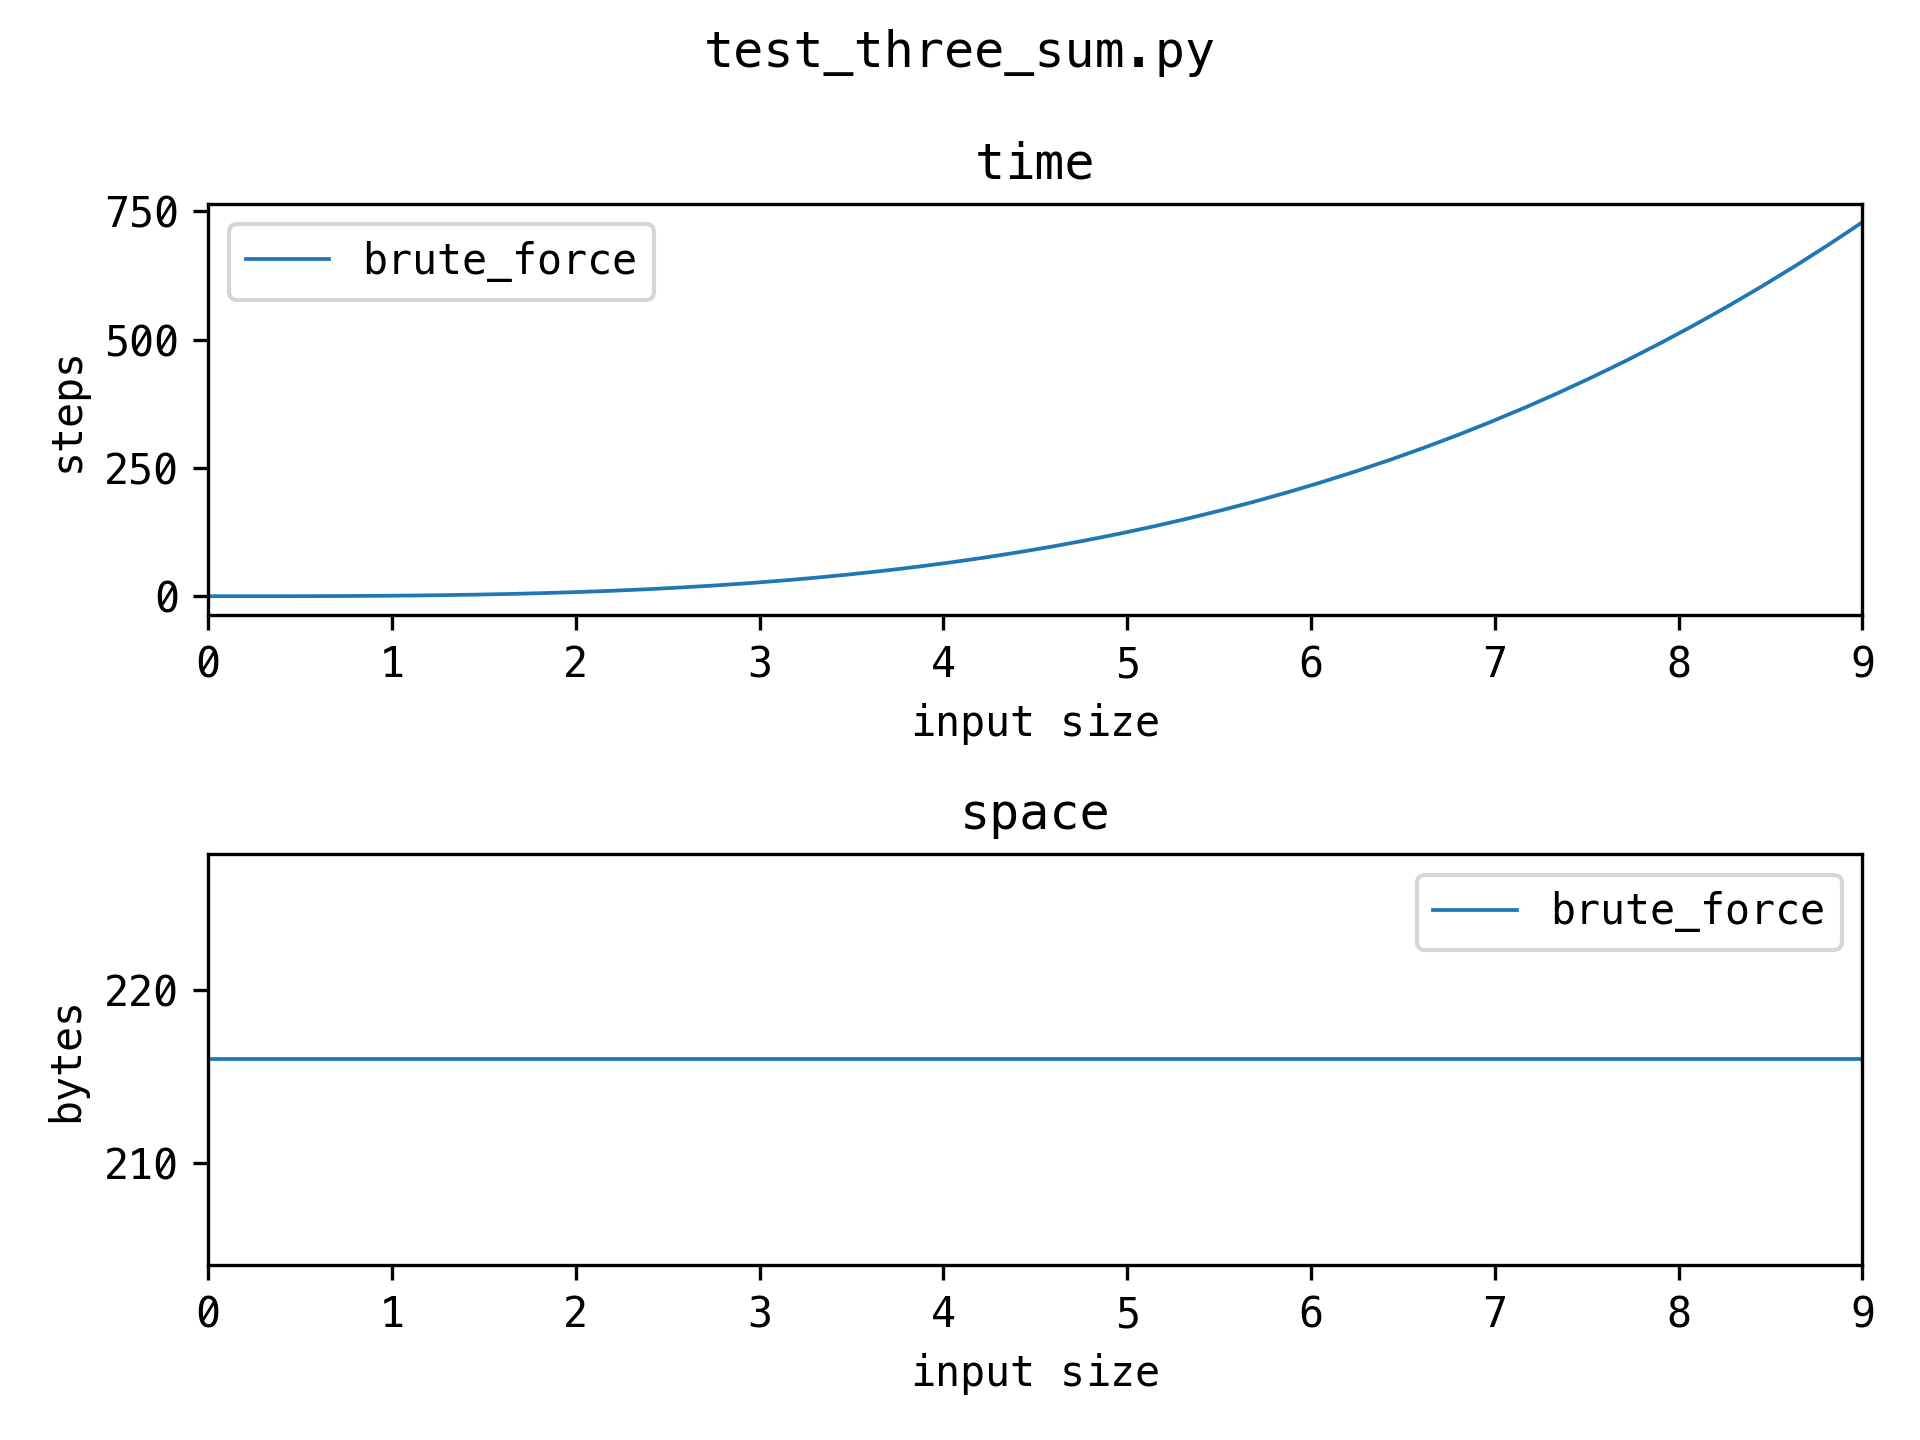 test_three_sum.py
time
brute_force
750
500
250
0
steps
0 1 2 3 4 5 6 7 8 9
input size
space
brute_force
220
210
bytes
0 1 2 3 4 5 6 7 8 9
input size